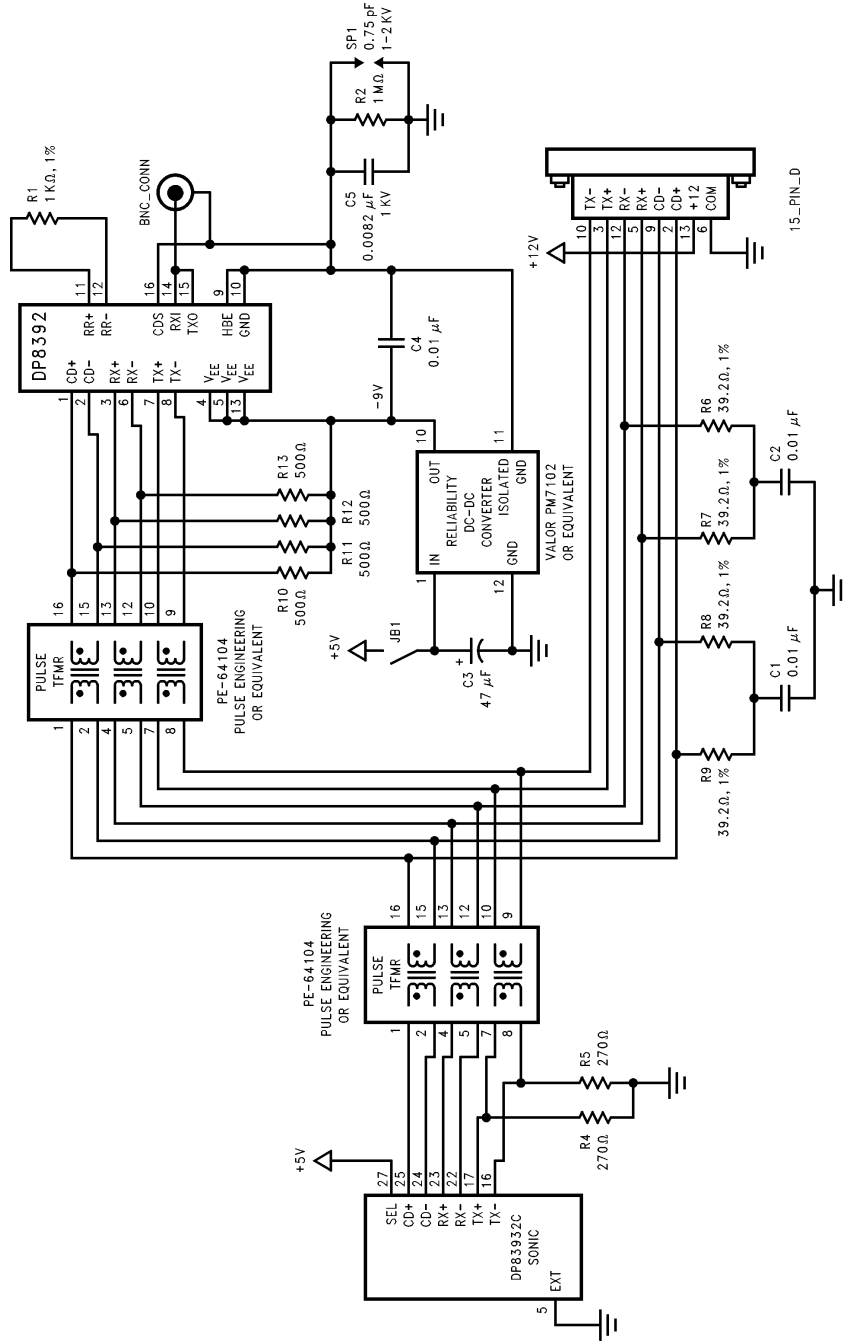 R1
1 KΩ, 1%
BNC_CONN
SP1
0.75 pF
1-2 KV
R2
1 MΩ
C5
0.0082 µF
1 KV
11
12
16
14
15
9
10
DP8392
RR+
RR-
CDS
RXI
TXO
HBE
GND
CD+
CD-
RX+
RX-
TX+
TX-
VEE
VEE
VEE
1
2
3
6
7
8
4
5
13
C4
0.01 µF
-9V
R13
500Ω
R12
500Ω
R11
500Ω
R10
500Ω
10
11
OUT
RELIABILITY
DC-DC
CONVERTER
ISOLATED
GND
IN
GND
VALOR PM7102
OR EQUIVALENT
1
12
+5V
JB1
+
C3
47 µF
16
15
13
12
10
9
PULSE
TFMR
PE-64104
PULSE ENGINEERING
OR EQUIVALENT
1
2
4
5
7
8
15_PIN_D
TX-
TX+
RX-
RX+
CD-
CD+
+12
COM
10
3
12
5
9
2
13
6
+12V
R6
39.2Ω, 1%
C2
0.01 µF
R7
39.2Ω, 1%
R8
39.2Ω, 1%
C1
0.01 µF
R9
39.2Ω, 1%
16
15
13
12
10
9
PE-64104
PULSE ENGINEERING
OR EQUIVALENT
PULSE
TFMR
1
2
4
5
7
8
R5
270Ω
R4
270Ω
+5V
27
25
24
23
22
17
16
SEL
CD+
CD-
RX+
RX-
TX+
TX-
DP83932C
SONIC
EXT
5